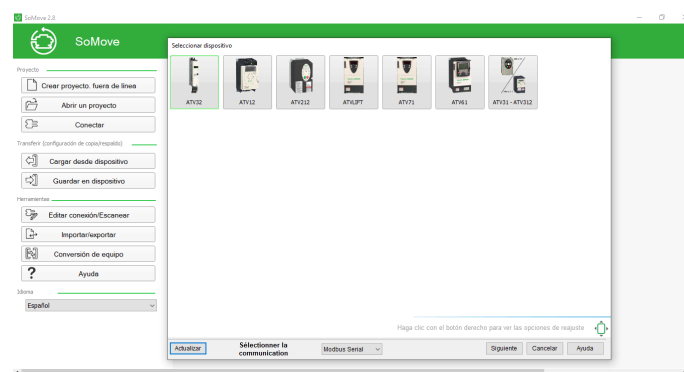 SoMove 2.8
SoMove
Proyecto
Crear proyecto. fuera de línea
Abrir un proyecto
Conectar
Transferir (configuración de copia/respaldo)
Cargar desde dispositivo
Guardar en dispositivo
Herramientas
Editar conexión/Escanear
Importar/exportar
Conversión de equipo
Ayuda
Idioma
Español
Seleccionar dispositivo
ATV32
ATV12
ATV212
ATVLIFT
ATV71
ATV61
ATV31 - ATV312
Haga clic con el botón derecho para ver las opciones de reajuste
Actualizar
Sélectionner la
communication
Modbus Serial
Siguiente
Cancelar
Ayuda